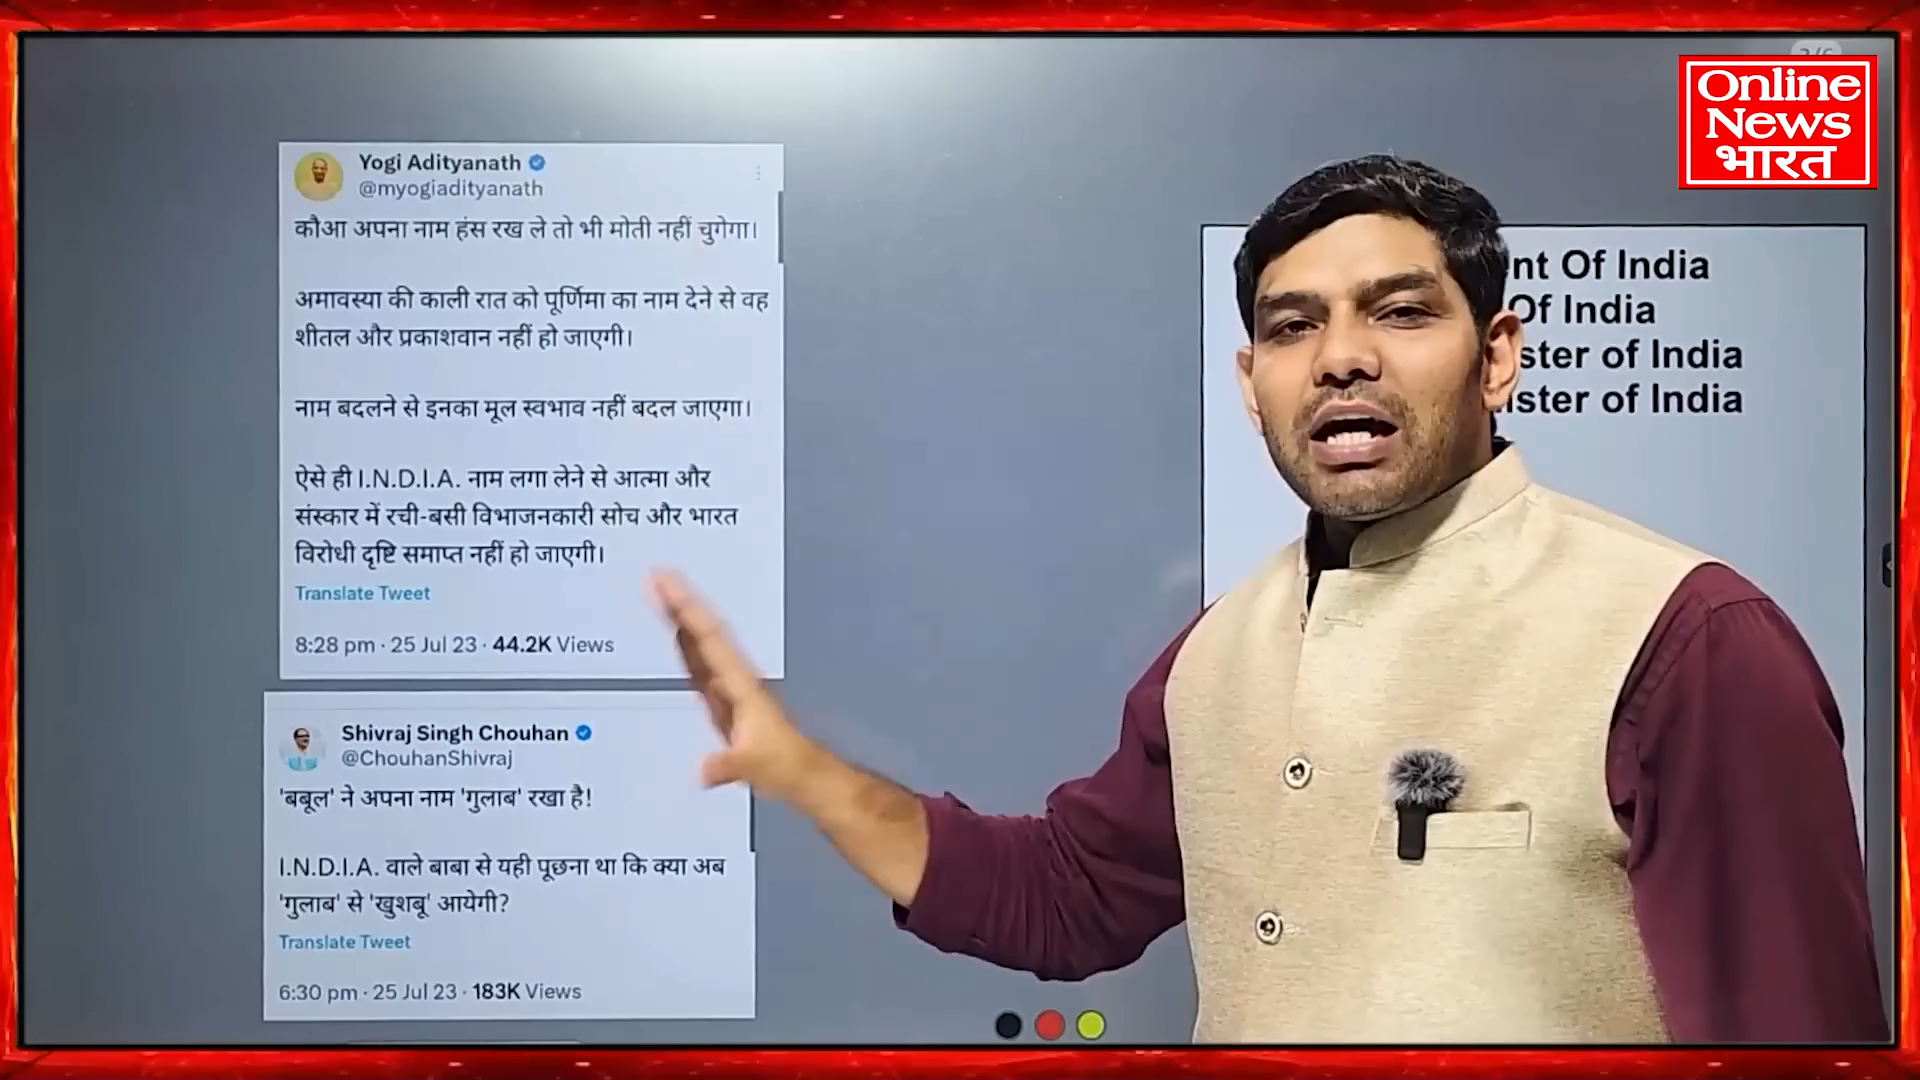 Online
News
भारत
Yogi Adityanath
@myogiadityanath
कौआ अपना नाम हंस रख ले तो भी मोती नहीं चुगेगा।
अमावस्या की काली रात को पूर्णिमा का नाम देने से वह
शीतल और प्रकाशवान नहीं हो जाएगी।
नाम बदलने से इनका मूल स्वभाव नहीं बदल जाएगा।
ऐसे ही I.N.D.I.A. नाम लगा लेने से आत्मा और
संस्कार में रची-बसी विभाजनकारी सोच और भारत
विरोधी दृष्टि समाप्त नहीं हो जाएगी।
Translate Tweet
8:28 pm · 25 Jul 23 · 44.2K Views
Shivraj Singh Chouhan
@ChouhanShivraj
'बबूल' ने अपना नाम 'गुलाब' रखा है!
I.N.D.I.A. वाले बाबा से यही पूछना था कि क्या अब
'गुलाब' से 'खुशबू' आयेगी?
Translate Tweet
6:30 pm · 25 Jul 23 · 183K Views
Of India
Of India
of India
of India